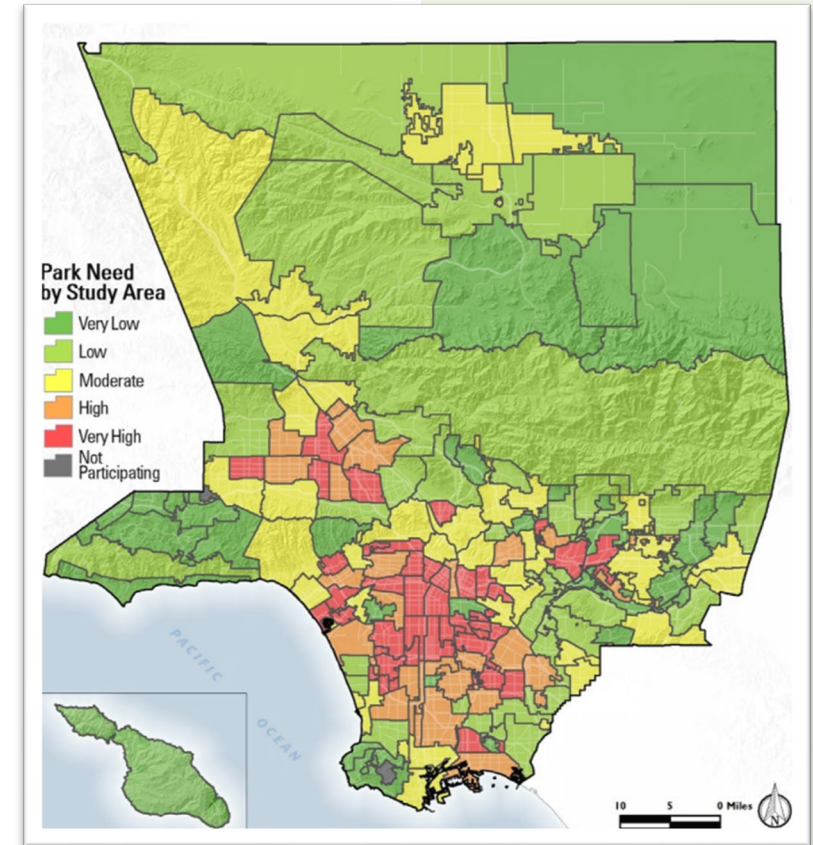 Park Need
by Study Area
Very Low
Low
Moderate
High
Very High
Not
Participating
PACIFIC
OCEAN
10 5 0 Miles
N